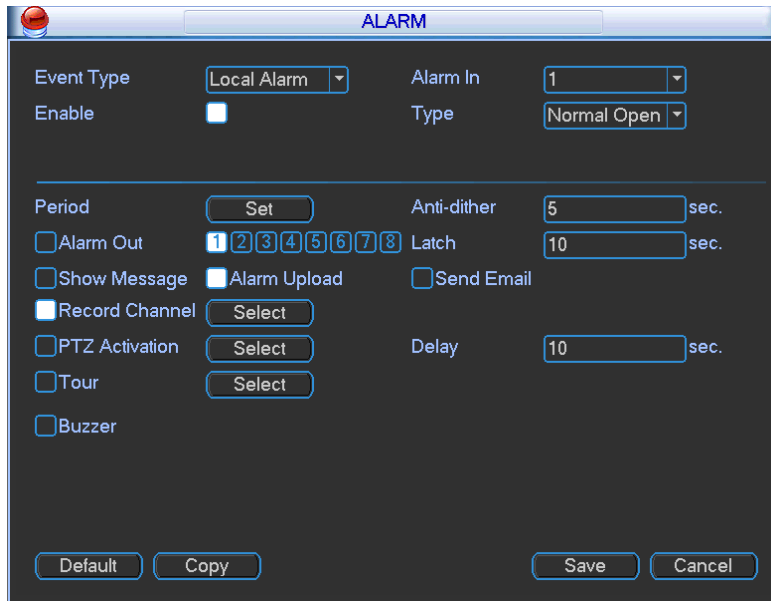 ALARM
Event Type Local Alarm Alarm In 1
Enable Type Normal Open
Period Set Anti-dither 5 sec.
Alarm Out 1 2 3 4 5 6 7 8 Latch 10 sec.
Show Message Alarm Upload Send Email
Record Channel Select
PTZ Activation Select Delay 10 sec.
Tour Select
Buzzer
Default Copy Save Cancel